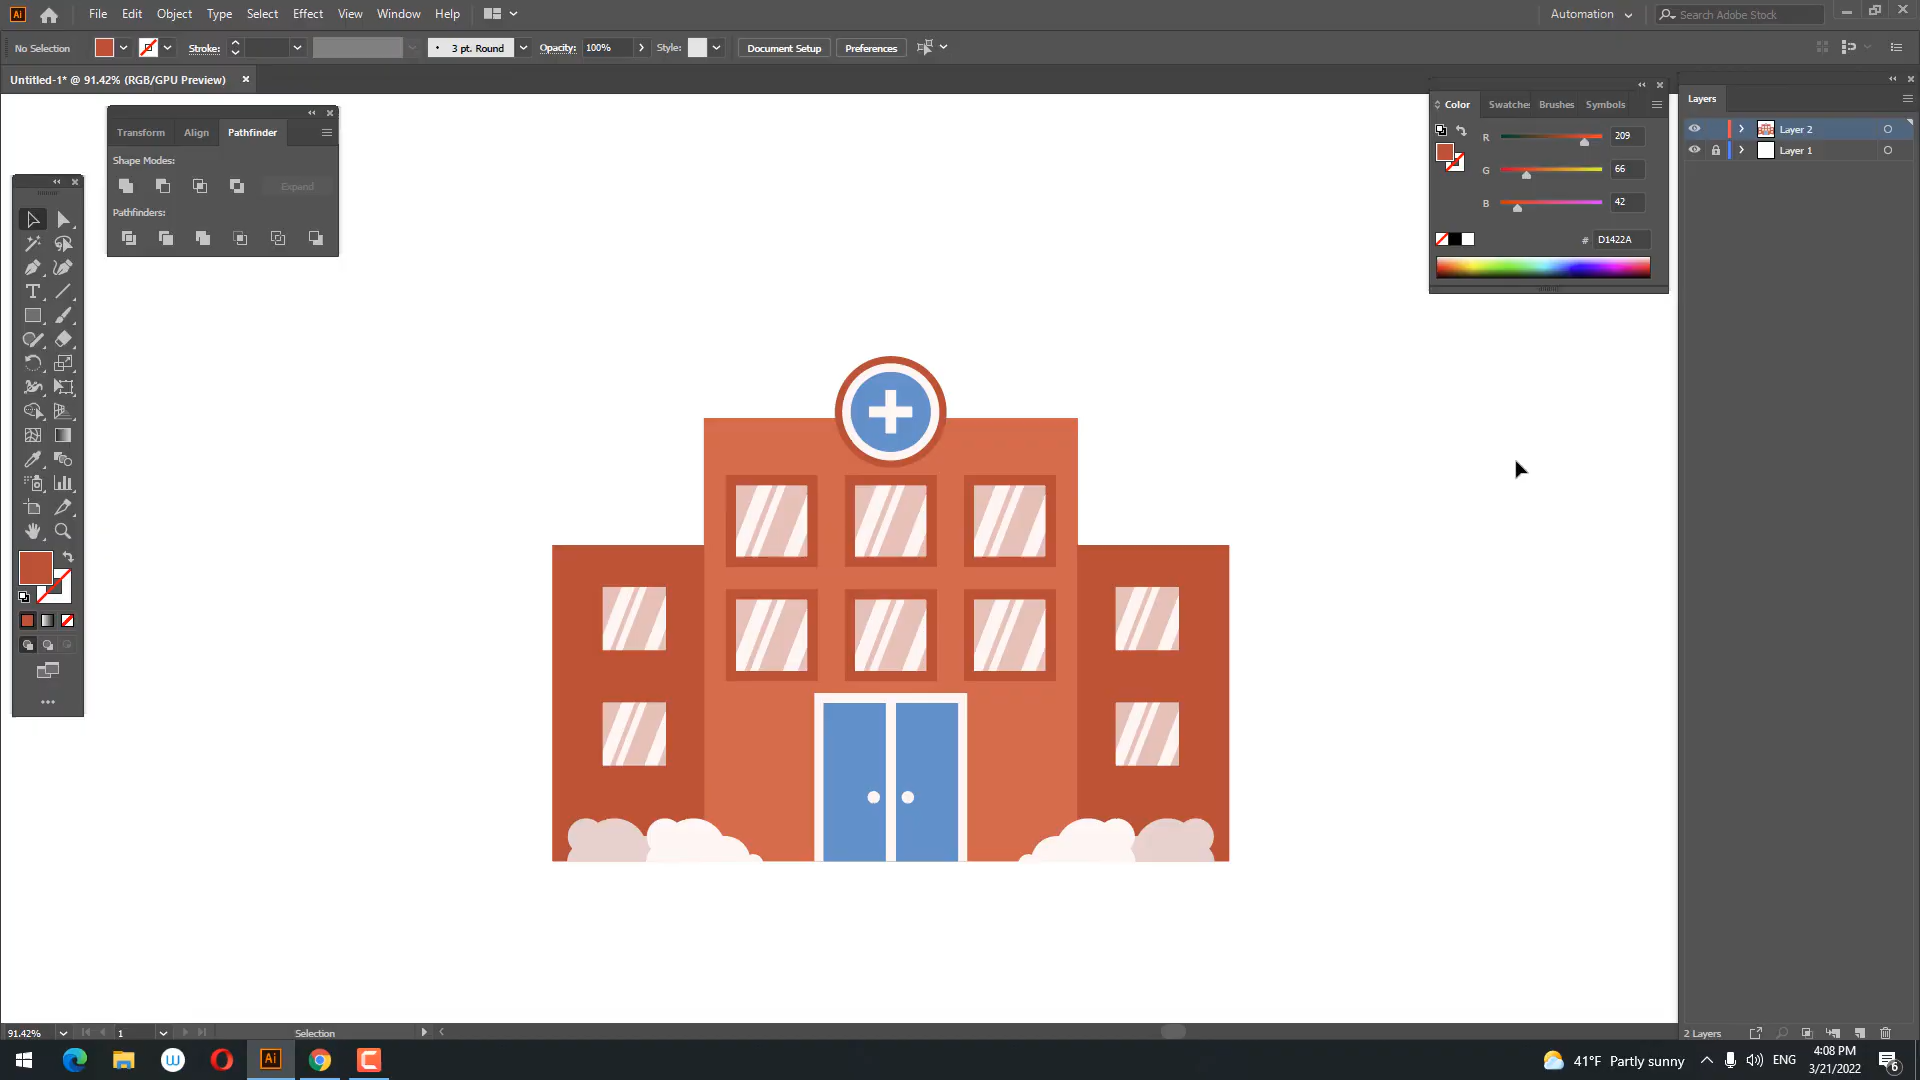 Ai
File Edit Object Type Select Effect View Window Help
Automation
Search Adobe Stock
No Selection
Stroke:
3 pt. Round
Opacity: 100%
Style:
Document Setup
Preferences
Untitled-1* @ 91.42% (RGB/GPU Preview)
Transform Align Pathfinder
Shape Modes:
Expand
Pathfinders:
Color Swatches Brushes Symbols
R 209
G 66
B 42
# D1422A
Layers
Layer 2
Layer 1
91.42%
1
Selection
2 Layers
Ai
41°F Partly sunny
ENG
4:08 PM
3/21/2022
6